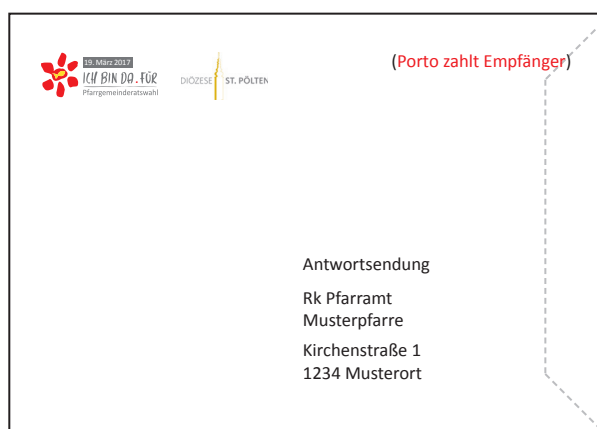 19. März 2017
ICH BIN DA.FÜR
Pfarrgemeinderatswahl
DIÖZESE ST. PÖLTEN
(Porto zahlt Empfänger)
Antwortsendung
Rk Pfarramt
Musterpfarre
Kirchenstraße 1
1234 Musterort